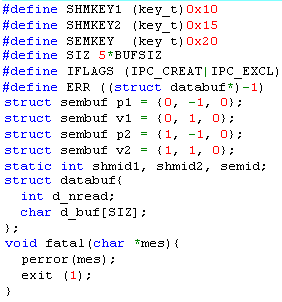 #define SHMKEY1 (key_t)0x10
#define SHMKEY2 (key_t)0x15
#define SEMKEY  (key_t)0x20
#define SIZ 5*BUFSIZ
#define IFLAGS (IPC_CREAT|IPC_EXCL)
#define ERR ((struct databuf*)-1)
struct sembuf p1 = {0, -1, 0};
struct sembuf v1 = {0, 1, 0};
struct sembuf p2 = {1, -1, 0};
struct sembuf v2 = {1, 1, 0};
static int shmid1, shmid2, semid;
struct databuf{
  int d_nread;
  char d_buf[SIZ];
};
void fatal(char *mes){
  perror(mes);
  exit (1);
}